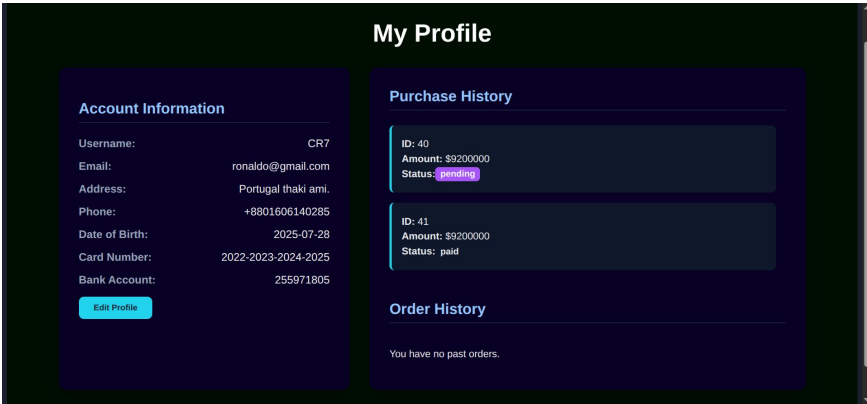 My Profile
Account Information
Username: CR7
Email: ronaldo@gmail.com
Address: Portugal thaki ami.
Phone: +8801606140285
Date of Birth: 2025-07-28
Card Number: 2022-2023-2024-2025
Bank Account: 255971805
Edit Profile
Purchase History
ID: 40
Amount: $9200000
Status: pending
ID: 41
Amount: $9200000
Status: paid
Order History
You have no past orders.